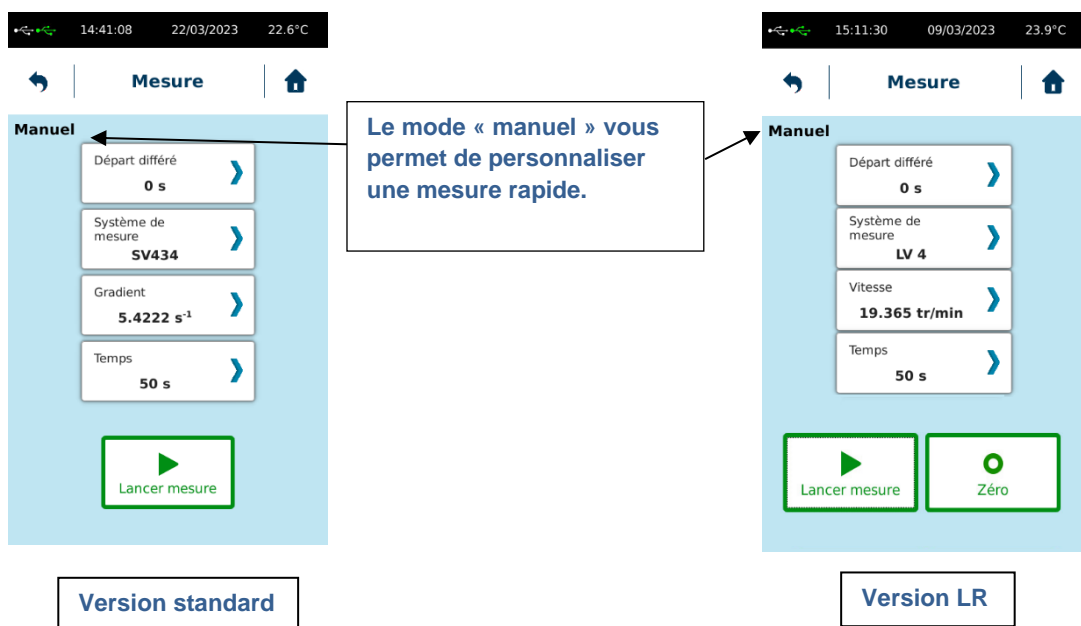 14:41:08 22/03/2023 22.6°C
Mesure
Manuel
Départ différé
0 s
Système de
mesure
SV434
Gradient
5.4222 s⁻¹
Temps
50 s
Lancer mesure
Version standard
Le mode « manuel » vous
permet de personnaliser
une mesure rapide.
15:11:30 09/03/2023 23.9°C
Mesure
Manuel
Départ différé
0 s
Système de
mesure
LV 4
Vitesse
19.365 tr/min
Temps
50 s
Lancer mesure
Zéro
Version LR